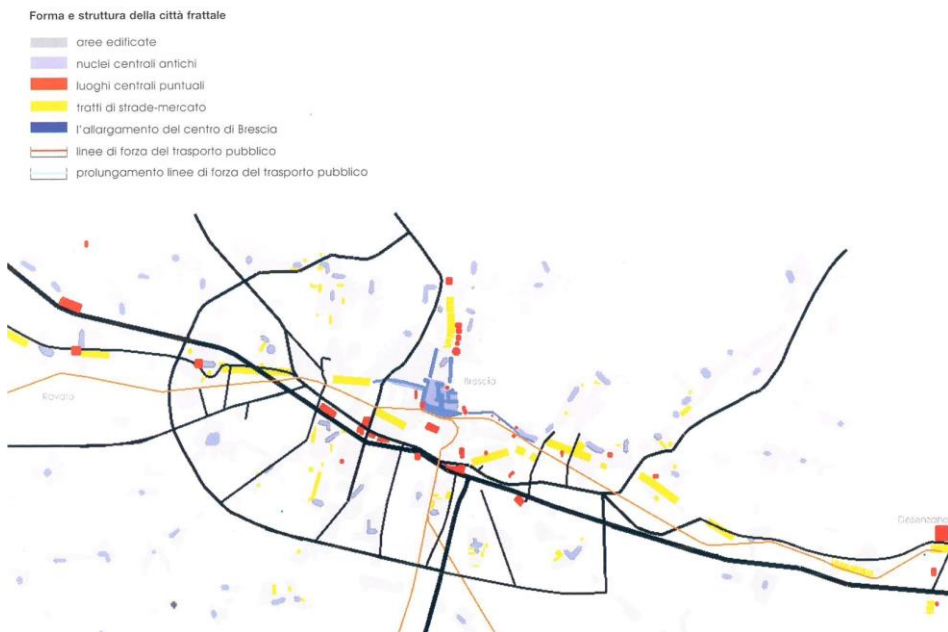 Forma e struttura della città frattale
aree edificate
nuclei centrali antichi
luoghi centrali puntuali
tratti di strade-mercato
l'allargamento del centro di Brescia
linee di forza del trasporto pubblico
prolungamento linee di forza del trasporto pubblico
Brescia
Rovato
Desenzano